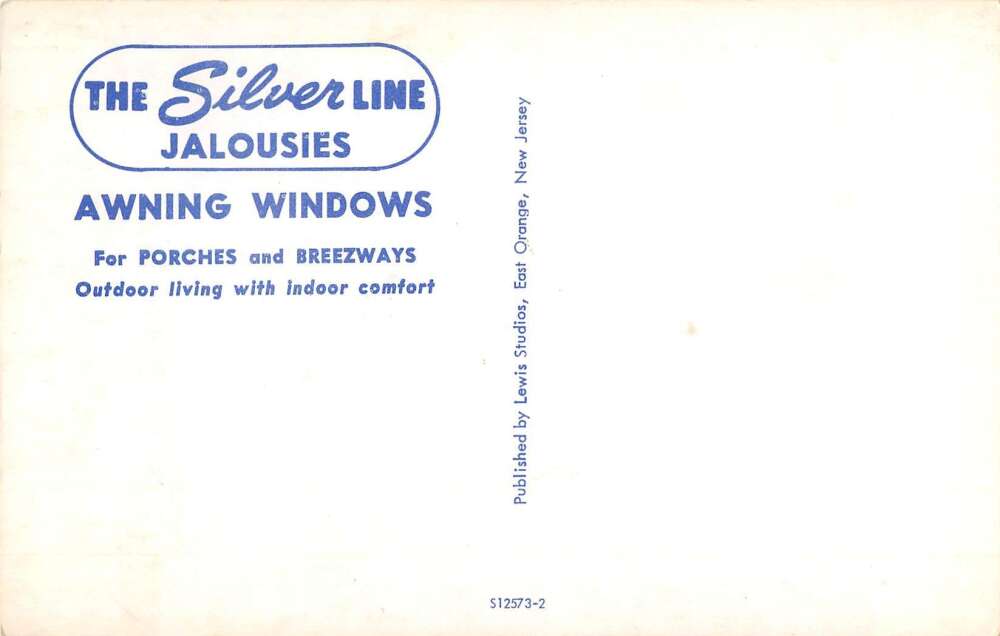 THE Silver LINE
JALOUSIES
AWNING WINDOWS
For PORCHES and BREEZWAYS
Outdoor living with indoor comfort
Published by Lewis Studios, East Orange, New Jersey
S12573-2